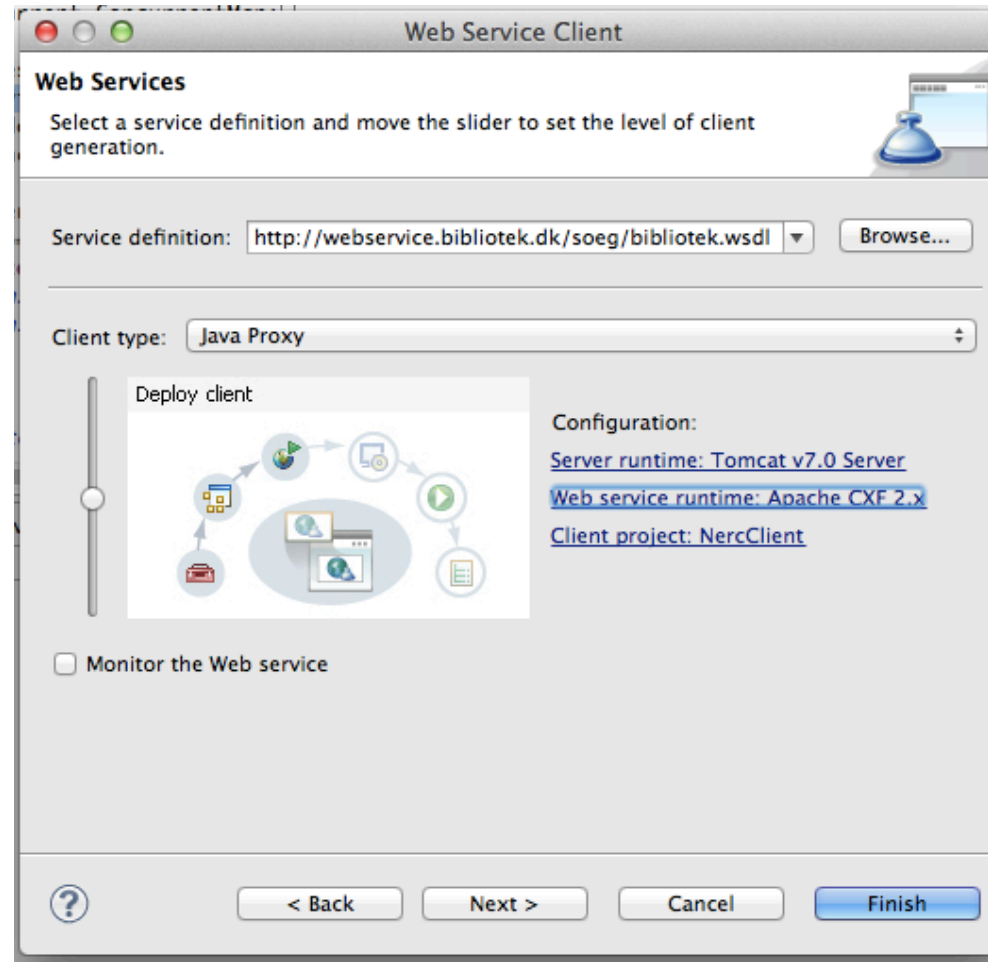 Web Service Client
Web Services
Select a service definition and move the slider to set the level of client
generation.
Service definition: http://webservice.bibliotek.dk/soeg/bibliotek.wsdl Browse...
Client type: Java Proxy
Deploy client
Configuration:
Server runtime: Tomcat v7.0 Server
Web service runtime: Apache CXF 2.x
Client project: NercClient
Monitor the Web service
? < Back Next > Cancel Finish